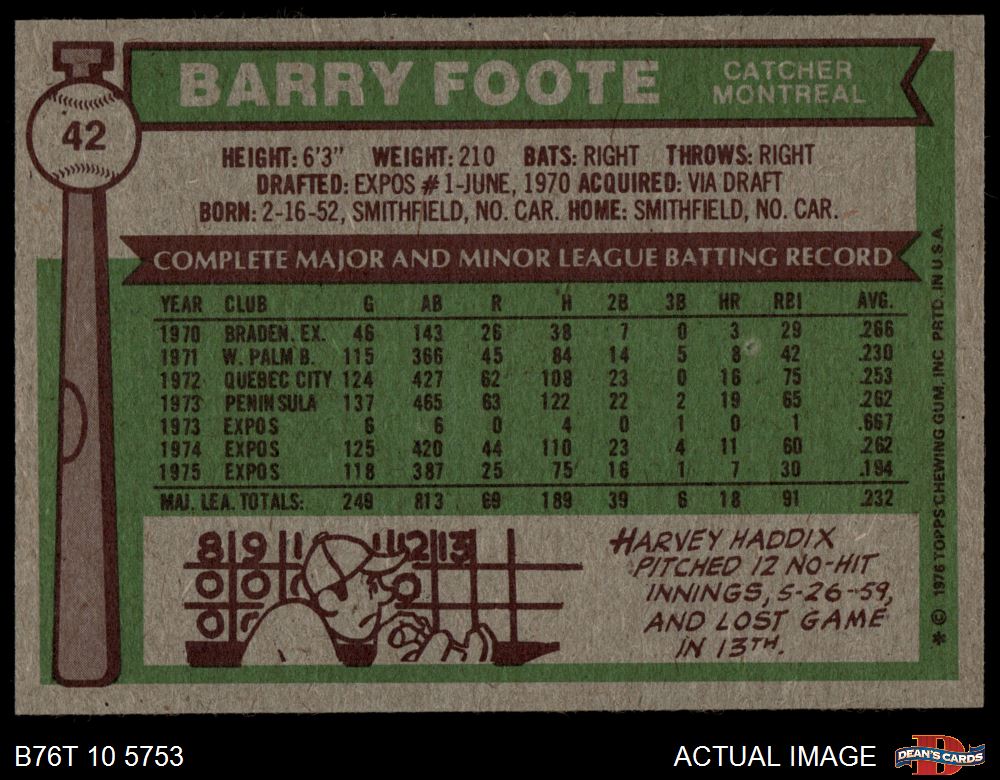 BARRY FOOTE
CATCHER
MONTREAL
42
HEIGHT: 6'3" WEIGHT: 210 BATS: RIGHT THROWS: RIGHT
DRAFTED: EXPOS #1-JUNE, 1970 ACQUIRED: VIA DRAFT
BORN: 2-16-52, SMITHFIELD, NO. CAR. HOME: SMITHFIELD, NO. CAR.
COMPLETE MAJOR AND MINOR LEAGUE BATTING RECORD
YEAR CLUB G AB R H 2B 3B HR RBI AVG.
1970 BRADEN. EX. 46 143 26 38 7 0 3 29 .266
1971 W. PALM B. 115 366 45 84 14 5 8 42 .230
1972 QUEBEC CITY 124 427 62 108 23 0 16 75 .253
1973 PENINSULA 137 465 63 122 22 2 19 65 .262
1973 EXPOS 6 6 0 4 0 1 0 1 .667
1974 EXPOS 125 420 44 110 23 4 11 60 .262
1975 EXPOS 118 387 25 75 16 1 7 30 .194
MAJ. LEA. TOTALS: 249 813 69 189 39 6 18 91 .232
8 9 1 12 13
0 0 0
0
HARVEY HADDIX
PITCHED 12 NO-HIT
INNINGS, 5-26-59,
AND LOST GAME
IN 13TH.
* © 1976 TOPPS CHEWING GUM, INC PRTD. IN U.S.A.
B76T 10 5753
ACTUAL IMAGE
D
DEAN'S CARDS